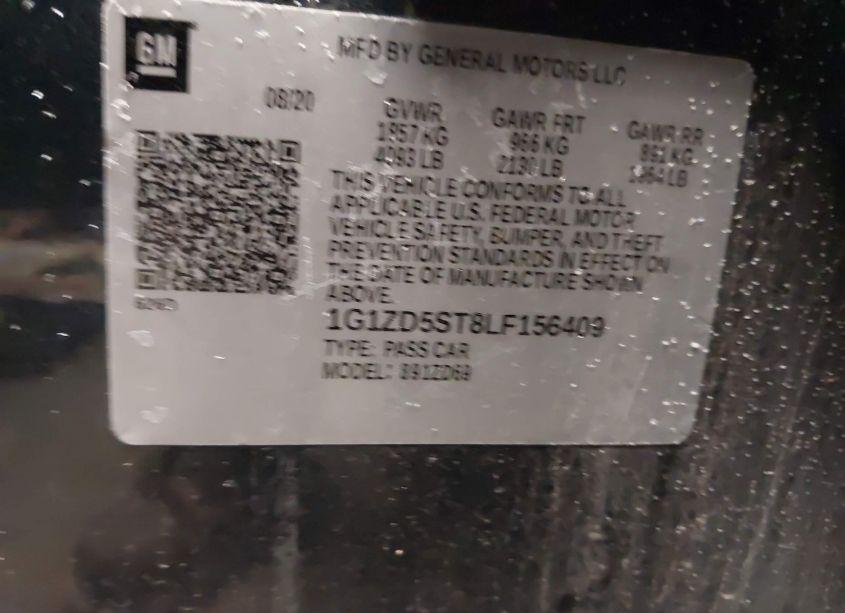 GM
MFD BY GENERAL MOTORS LLC
08/20
GVWR
1857 KG
4093 LB
GAWR FRT
966 KG
2130 LB
GAWR RR
891 KG
1964 LB
THIS VEHICLE CONFORMS TO ALL
APPLICABLE U.S. FEDERAL MOTOR
VEHICLE SAFETY, BUMPER, AND THEFT
PREVENTION STANDARDS IN EFFECT ON
THE DATE OF MANUFACTURE SHOWN
ABOVE.
1G1ZD5ST8LF156409
TYPE: PASS CAR
MODEL: 891ZD69